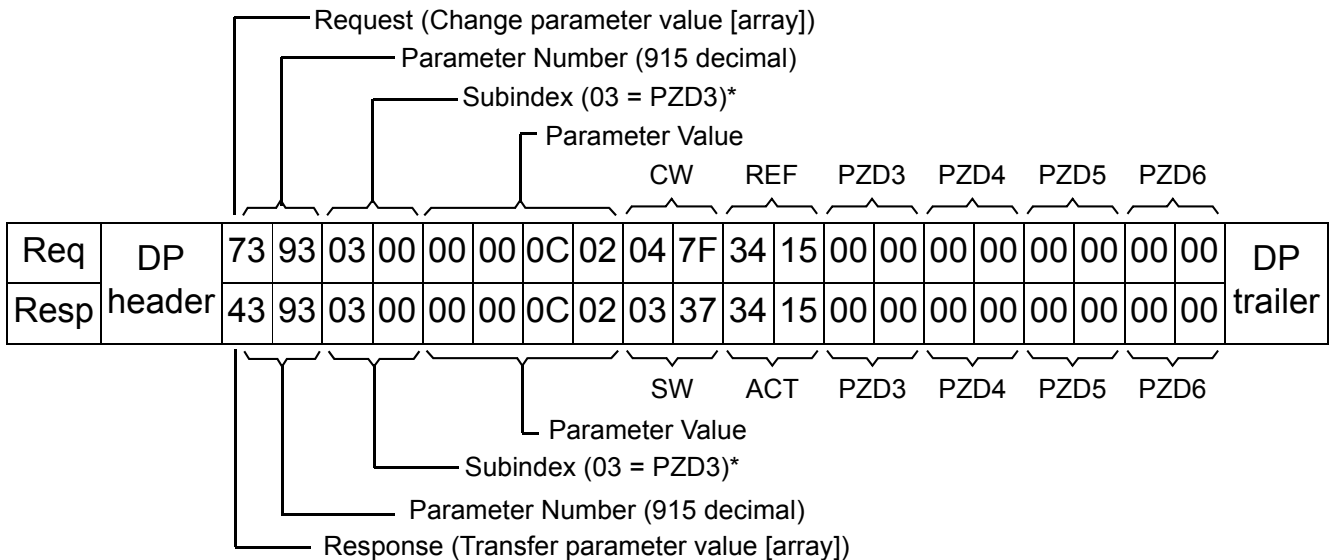 Request (Change parameter value [array])
Parameter Number (915 decimal)
Subindex (03 = PZD3)*
Parameter Value
CW REF PZD3 PZD4 PZD5 PZD6
Req DP header 73 93 03 00 00 00 0C 02 04 7F 34 15 00 00 00 00 00 00 00 00 DP trailer
Resp 43 93 03 00 00 00 0C 02 03 37 34 15 00 00 00 00 00 00 00 00
SW ACT PZD3 PZD4 PZD5 PZD6
Parameter Value
Subindex (03 = PZD3)*
Parameter Number (915 decimal)
Response (Transfer parameter value [array])